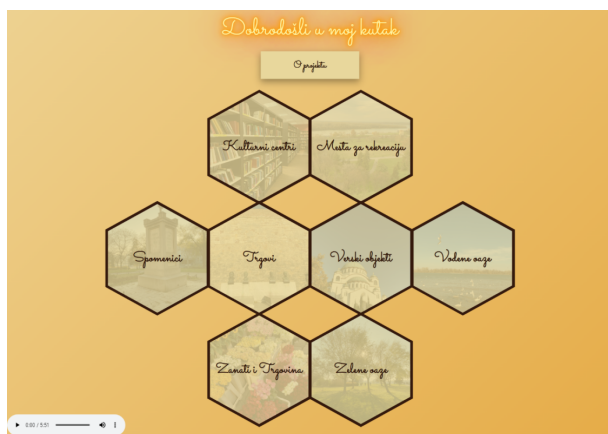 Dobrodošli u moj kutak
O projektu
Kulturni centri
Mesta za rekreaciju
Spomenici
Trgovi
Verski objekti
Vodene oaze
Zanati i Trgovina
Zelene oaze
0:00 / 5:51